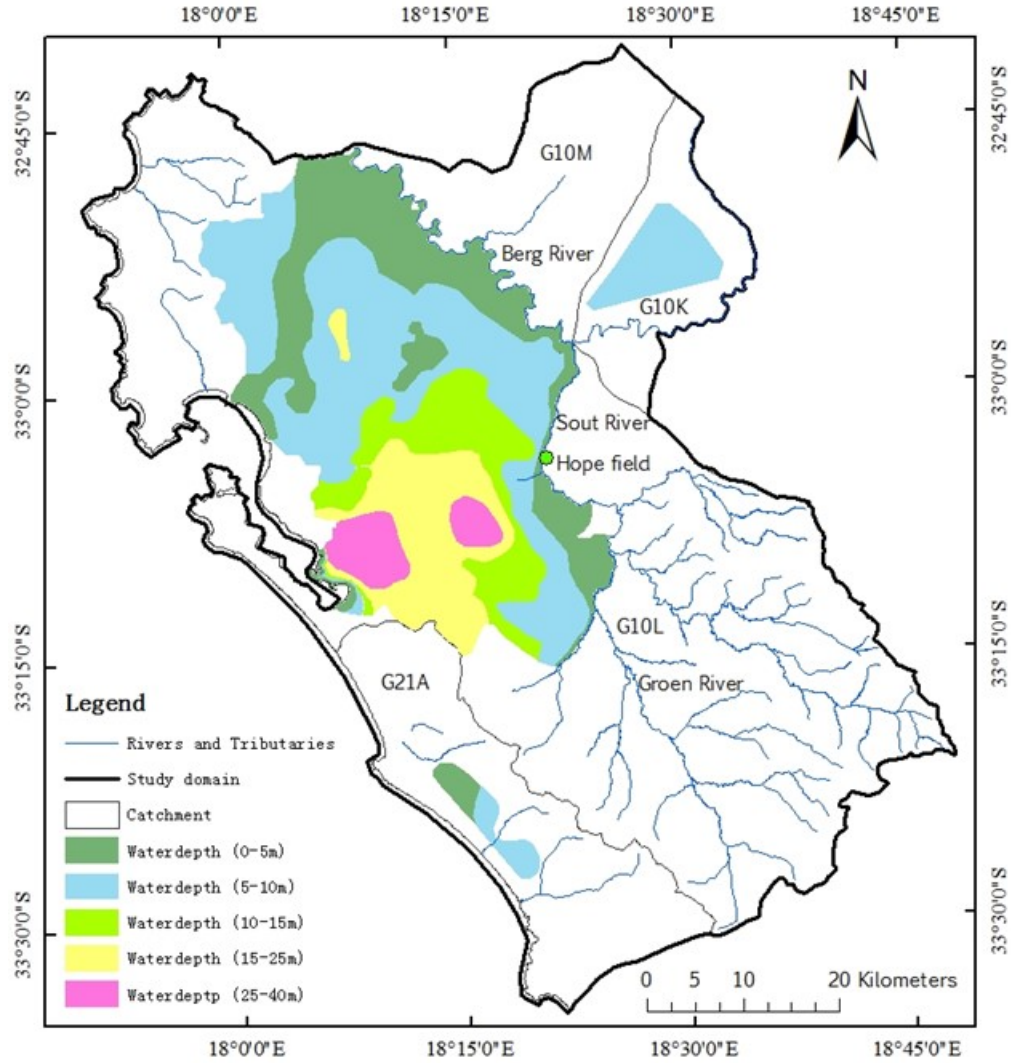 18°0'0"E 18°15'0"E 18°30'0"E 18°45'0"E
32°45'0"S
32°45'0"S
N
G10M
Berg River
G10K
33°0'0"S
33°0'0"S
Sout River
Hope field
G10L
33°15'0"S
33°15'0"S
G21A
Groen River
Legend
Rivers and Tributaries
Study domain
Catchment
Waterdepth (0-5m)
Waterdepth (5-10m)
Waterdepth (10-15m)
Waterdepth (15-25m)
Waterdeptp (25-40m)
33°30'0"S
33°30'0"S
0 5 10 20 Kilometers
18°0'0"E 18°15'0"E 18°30'0"E 18°45'0"E